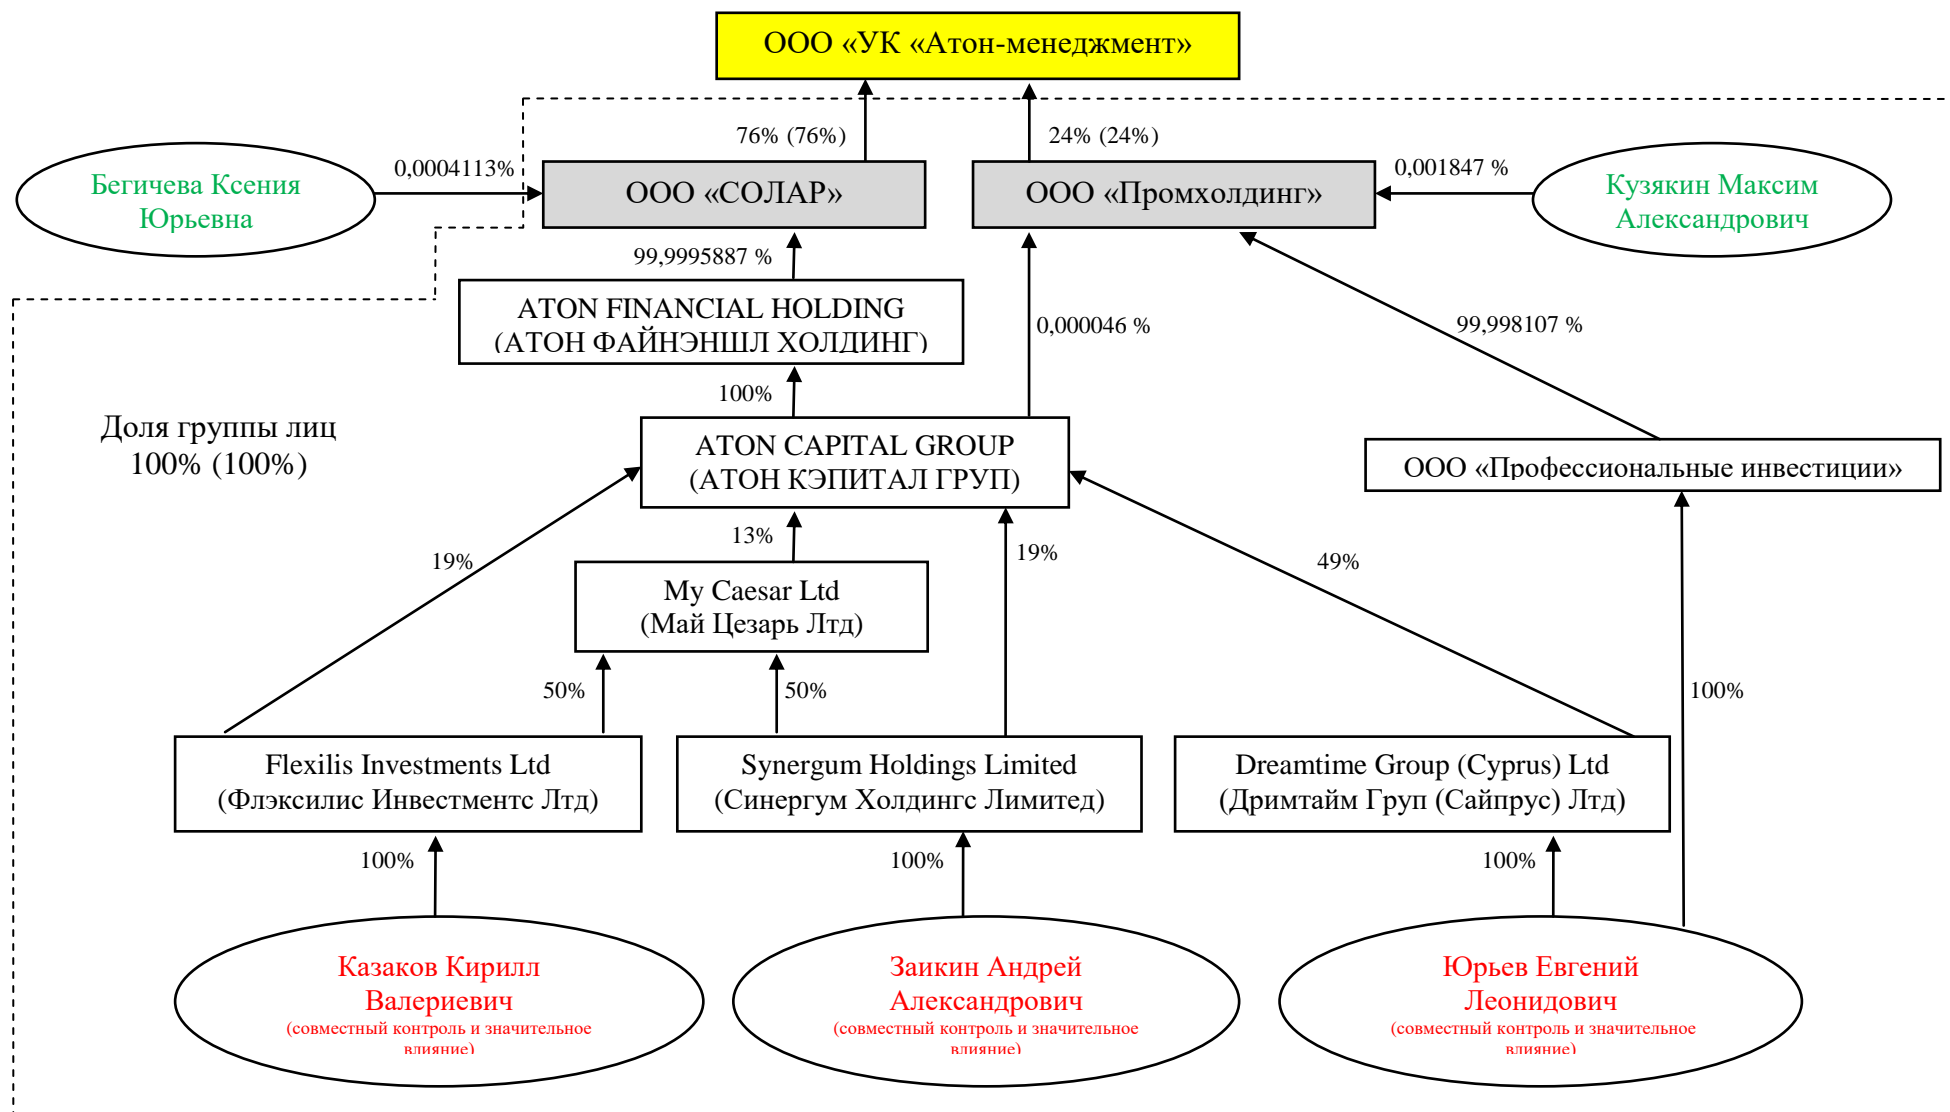 ООО «УК «Атон-менеджмент»
76% (76%)
24% (24%)
Бегичева Ксения
Юрьевна
0,0004113%
ООО «СОЛАР»
ООО «Промхолдинг»
0,001847 %
Кузякин Максим
Александрович
99,9995887 %
ATON FINANCIAL HOLDING
(АТОН ФАЙНЭНШЛ ХОЛДИНГ)
0,000046 %
99,998107 %
100%
Доля группы лиц
100% (100%)
ATON CAPITAL GROUP
(АТОН КЭПИТАЛ ГРУП)
ООО «Профессиональные инвестиции»
19%
13%
19%
49%
My Caesar Ltd
(Май Цезарь Лтд)
50%
50%
100%
Flexilis Investments Ltd
(Флэксилис Инвестментс Лтд)
Synergum Holdings Limited
(Синергум Холдингс Лимитед)
Dreamtime Group (Cyprus) Ltd
(Дримтайм Груп (Сайпрус) Лтд)
100%
100%
100%
Казаков Кирилл
Валериевич
(совместный контроль и значительное
влияние)
Заикин Андрей
Александрович
(совместный контроль и значительное
влияние)
Юрьев Евгений
Леонидович
(совместный контроль и значительное
влияние)